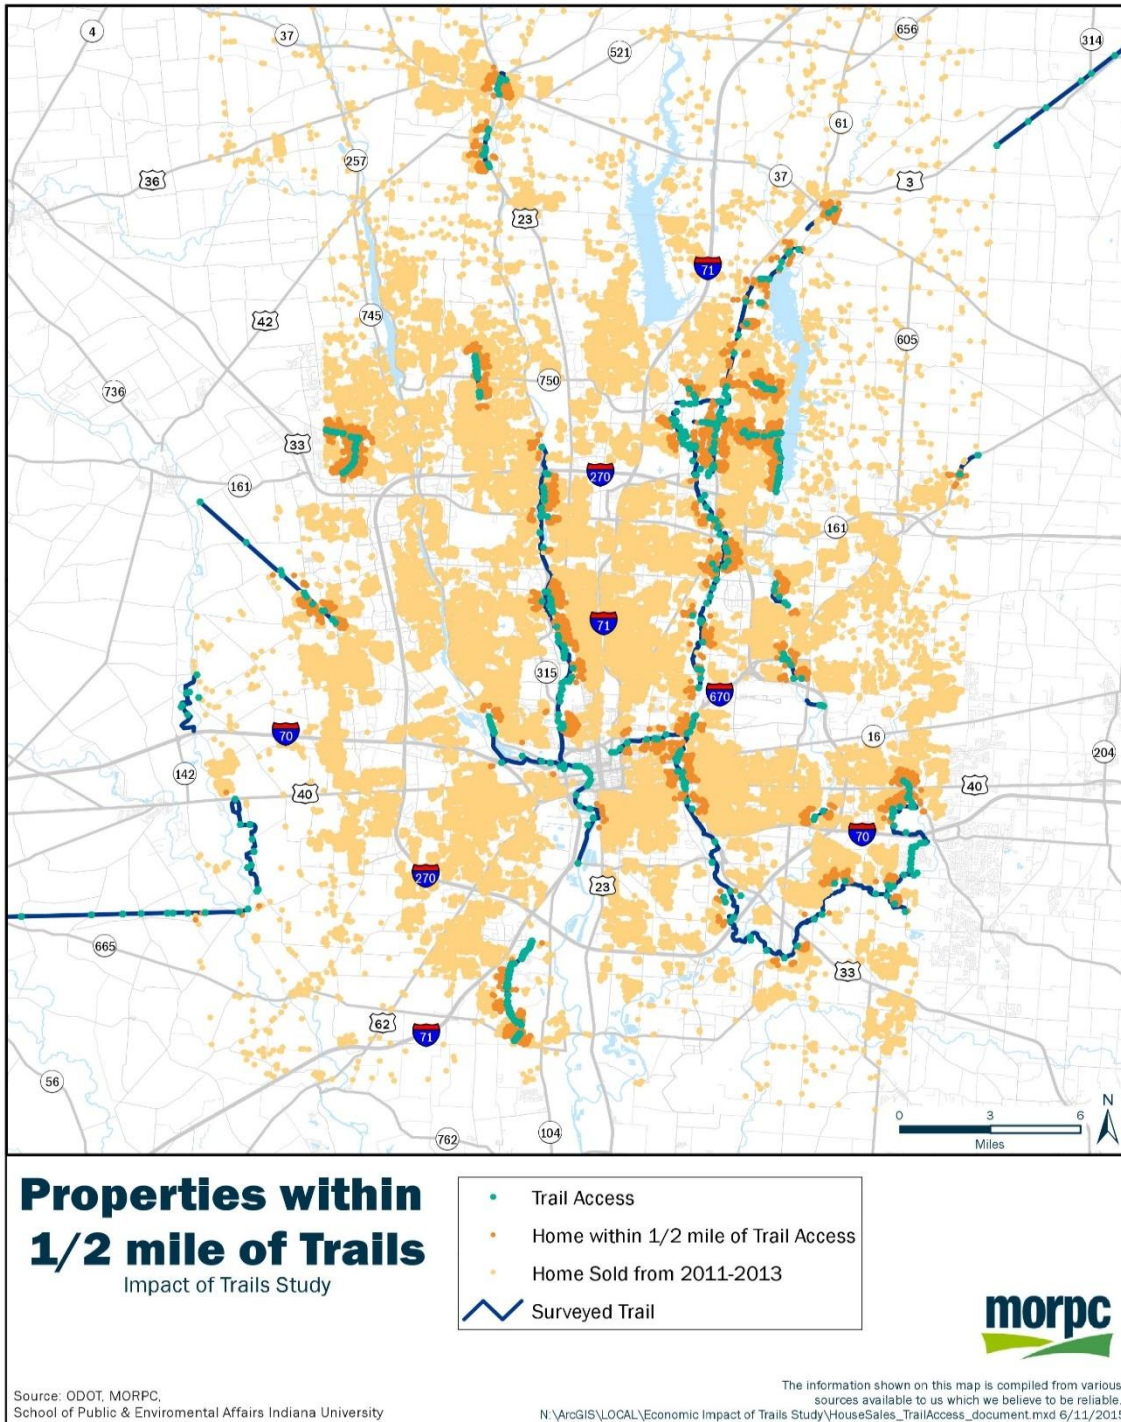 4
37
656
521
314
61
257
36
37
3
23
71
42
745
605
736
750
33
270
161
161
71
315
670
70
16
142
204
40
40
70
270
23
665
33
62
71
56
762
104
N
0 3 6
Miles
Properties within
1/2 mile of Trails
Impact of Trails Study
Trail Access
Home within 1/2 mile of Trail Access
Home Sold from 2011-2013
Surveyed Trail
morpc
Source: ODOT, MORPC,
School of Public & Enviromental Affairs Indiana University
The information shown on this map is compiled from various
sources available to us which we believe to be reliable.
N:\ArcGIS\LOCAL\Economic Impact of Trails Study\HouseSales_TrailAccess_document.mxd 6/11/2015